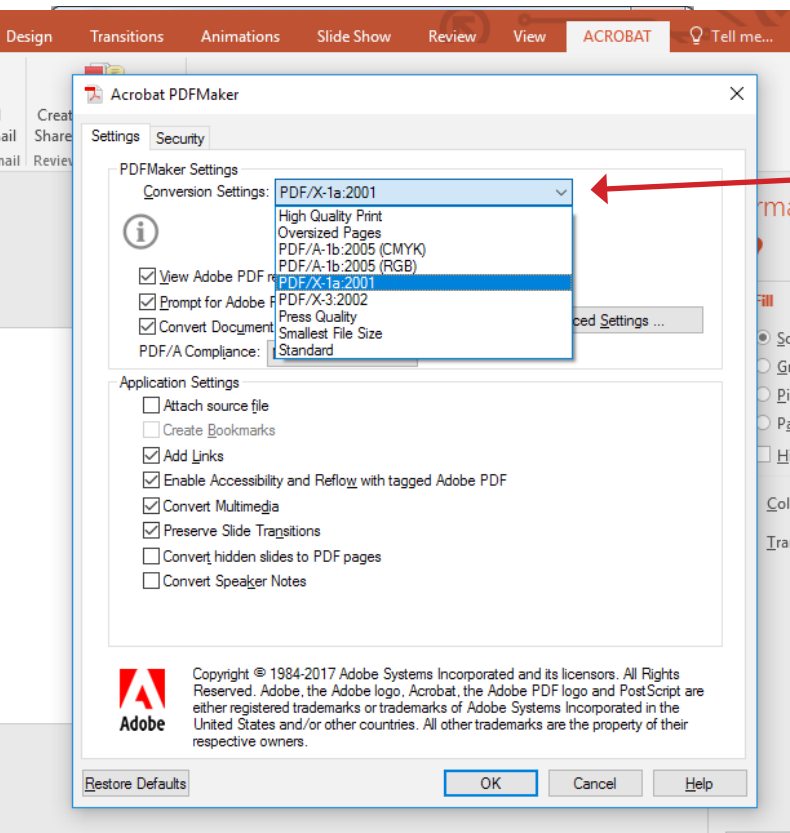 Design Transitions Animations Slide Show Review View ACROBAT Tell me...
Acrobat PDFMaker
Share
Settings Security
PDFMaker Settings
Conversion Settings: PDF/X-1a:2001
High Quality Print
Oversized Pages
PDF/A-1b:2005 (CMYK)
PDF/A-1b:2005 (RGB)
PDF/X-1a:2001
PDF/X-3:2002
Press Quality
Smallest File Size
Standard
View Adobe PDF
Prompt for Adobe
Convert Document
Settings ...
PDF/A Compliance:
Application Settings
Attach source file
Create Bookmarks
Add Links
Enable Accessibility and Reflow with tagged Adobe PDF
Convert Multimedia
Preserve Slide Transitions
Convert hidden slides to PDF pages
Convert Speaker Notes
Adobe
Copyright © 1984-2017 Adobe Systems Incorporated and its licensors. All Rights
Reserved. Adobe, the Adobe logo, Acrobat, the Adobe PDF logo and PostScript are
either registered trademarks or trademarks of Adobe Systems Incorporated in the
United States and/or other countries. All other trademarks are the property of their
respective owners.
Restore Defaults OK Cancel Help